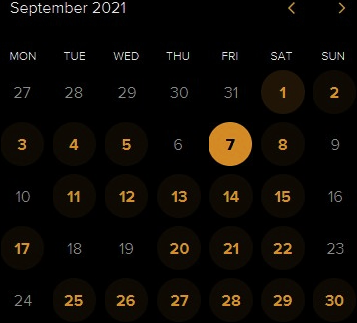 September 2021
MON TUE WED THU FRI SAT SUN
27 28 29 30 31 1 2
3 4 5 6 7 8 9
10 11 12 13 14 15 16
17 18 19 20 21 22 23
24 25 26 27 28 29 30